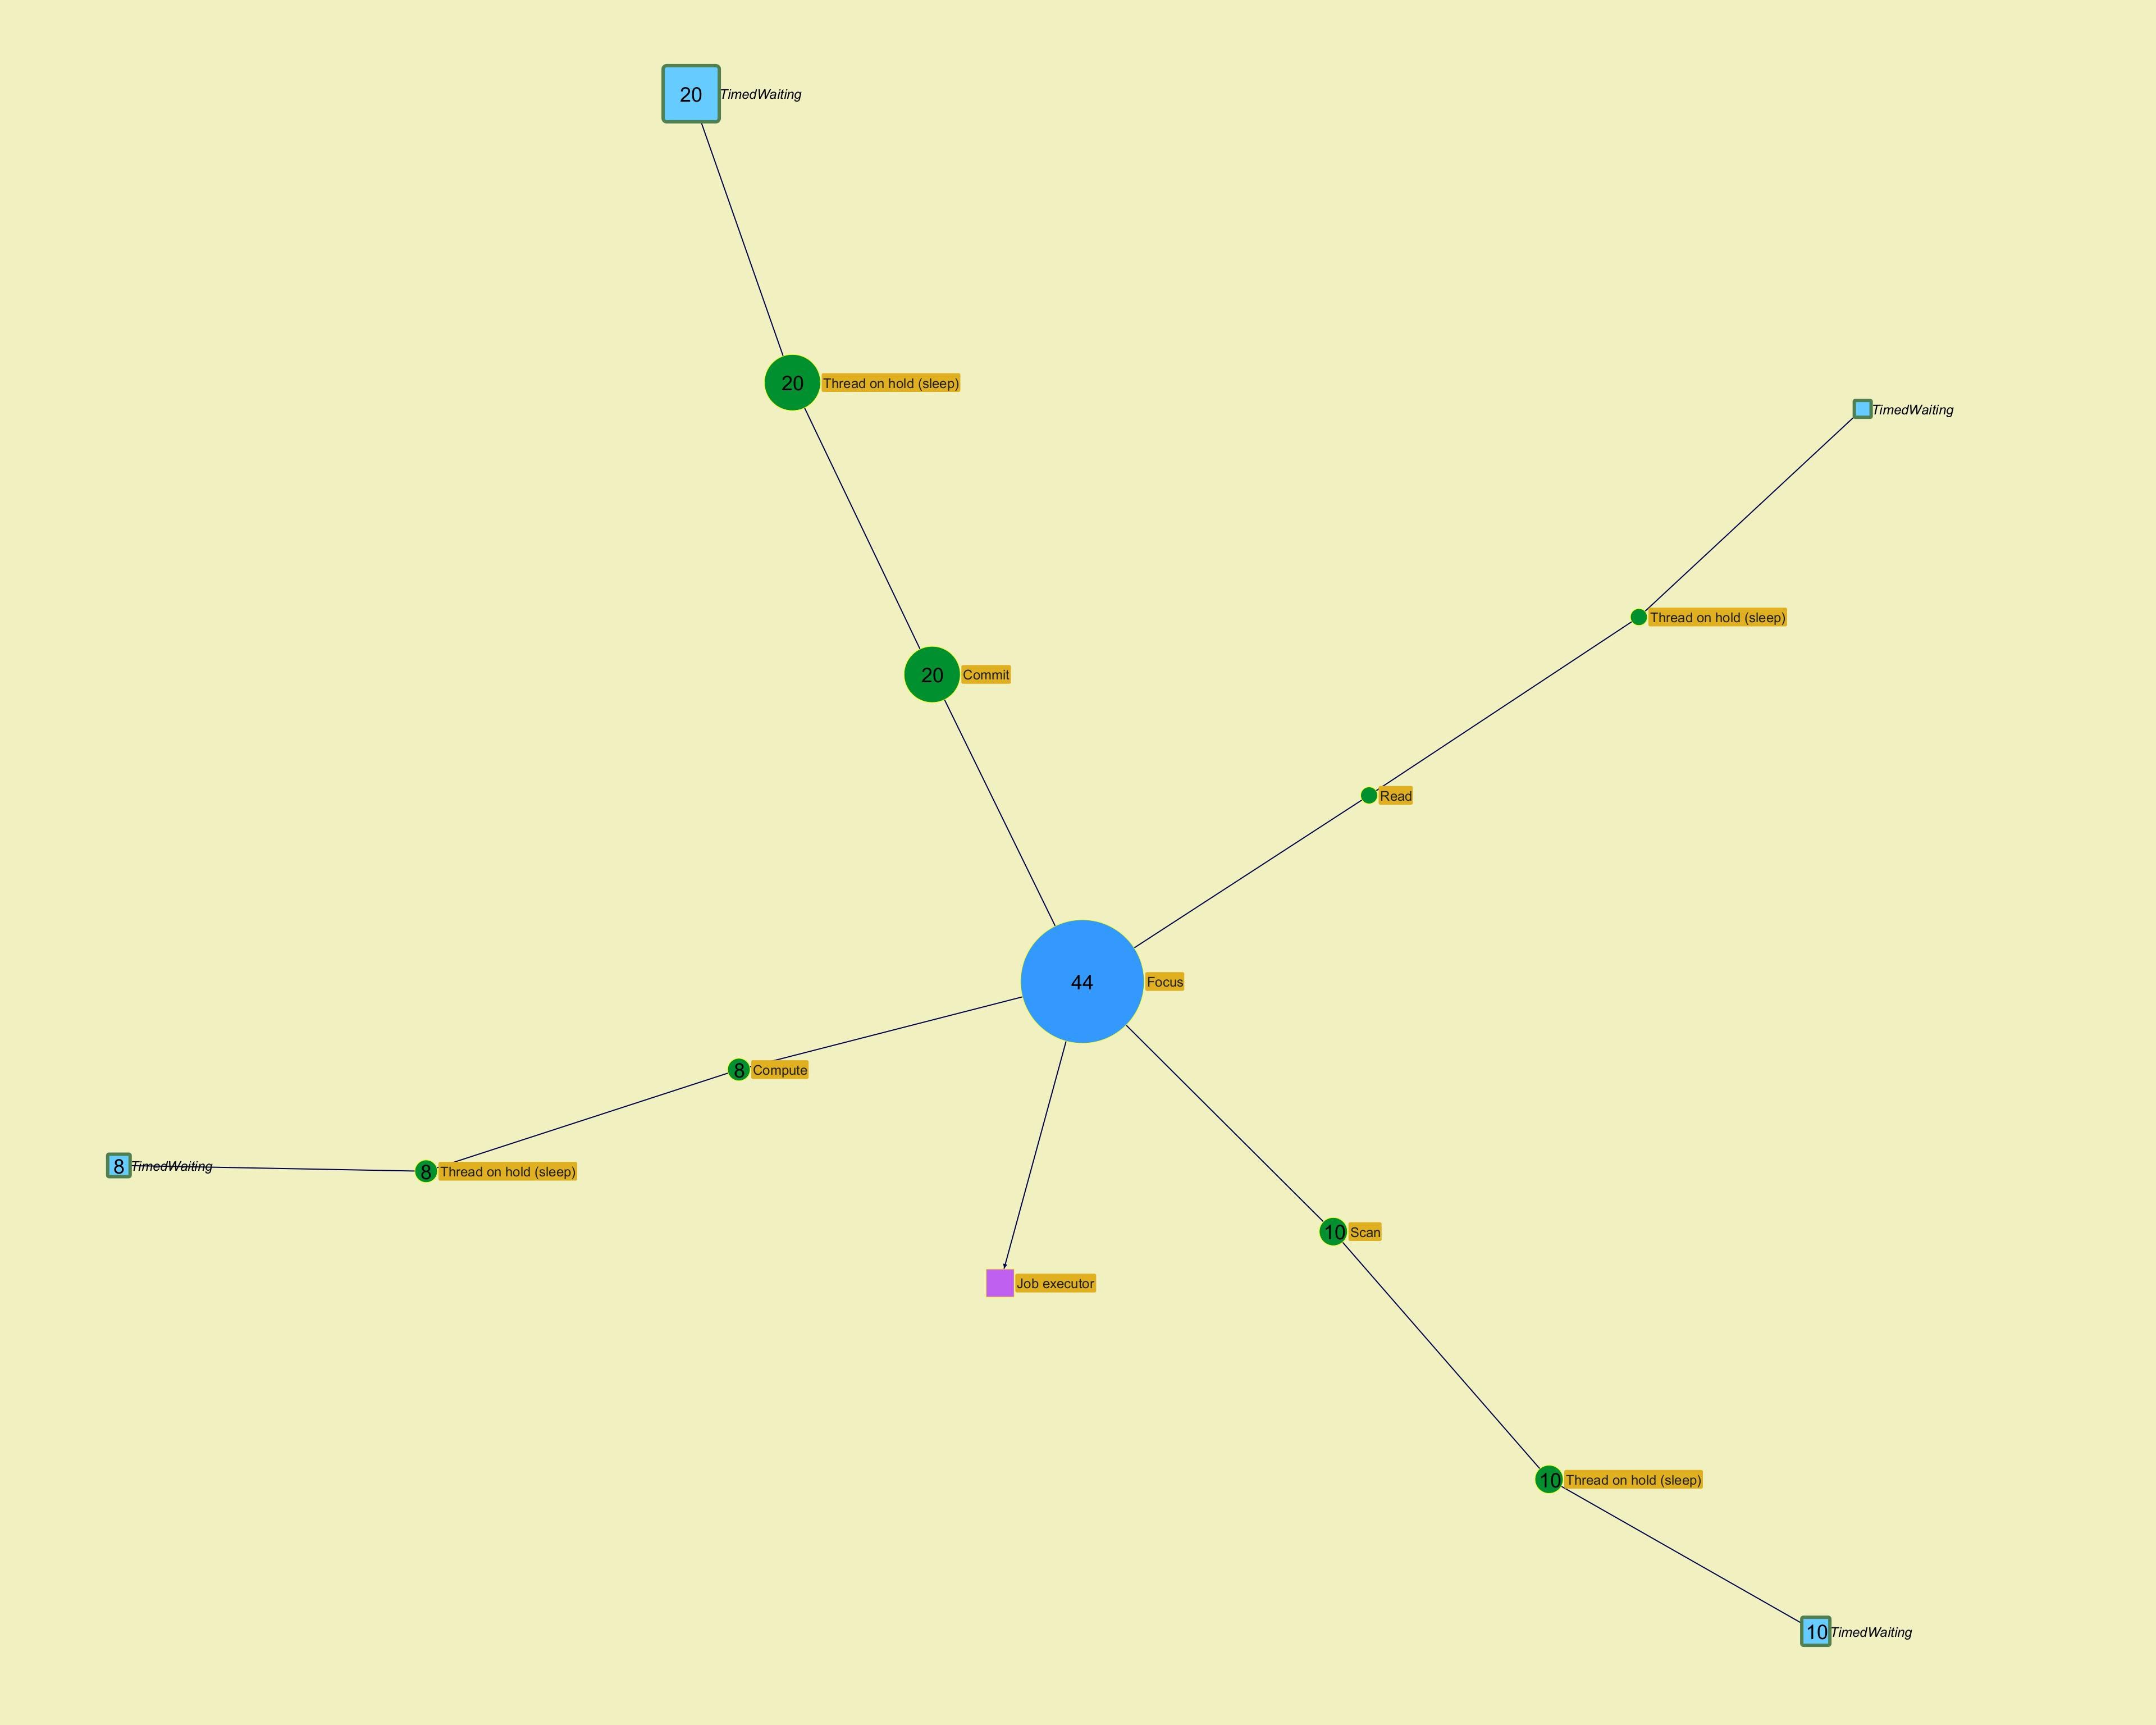 20 TimedWaiting
20 Thread on hold (sleep)
TimedWaiting
Thread on hold (sleep)
20 Commit
Read
44 Focus
8 Compute
8 TimedWaiting
8 Thread on hold (sleep)
10 Scan
Job executor
10 Thread on hold (sleep)
10 TimedWaiting